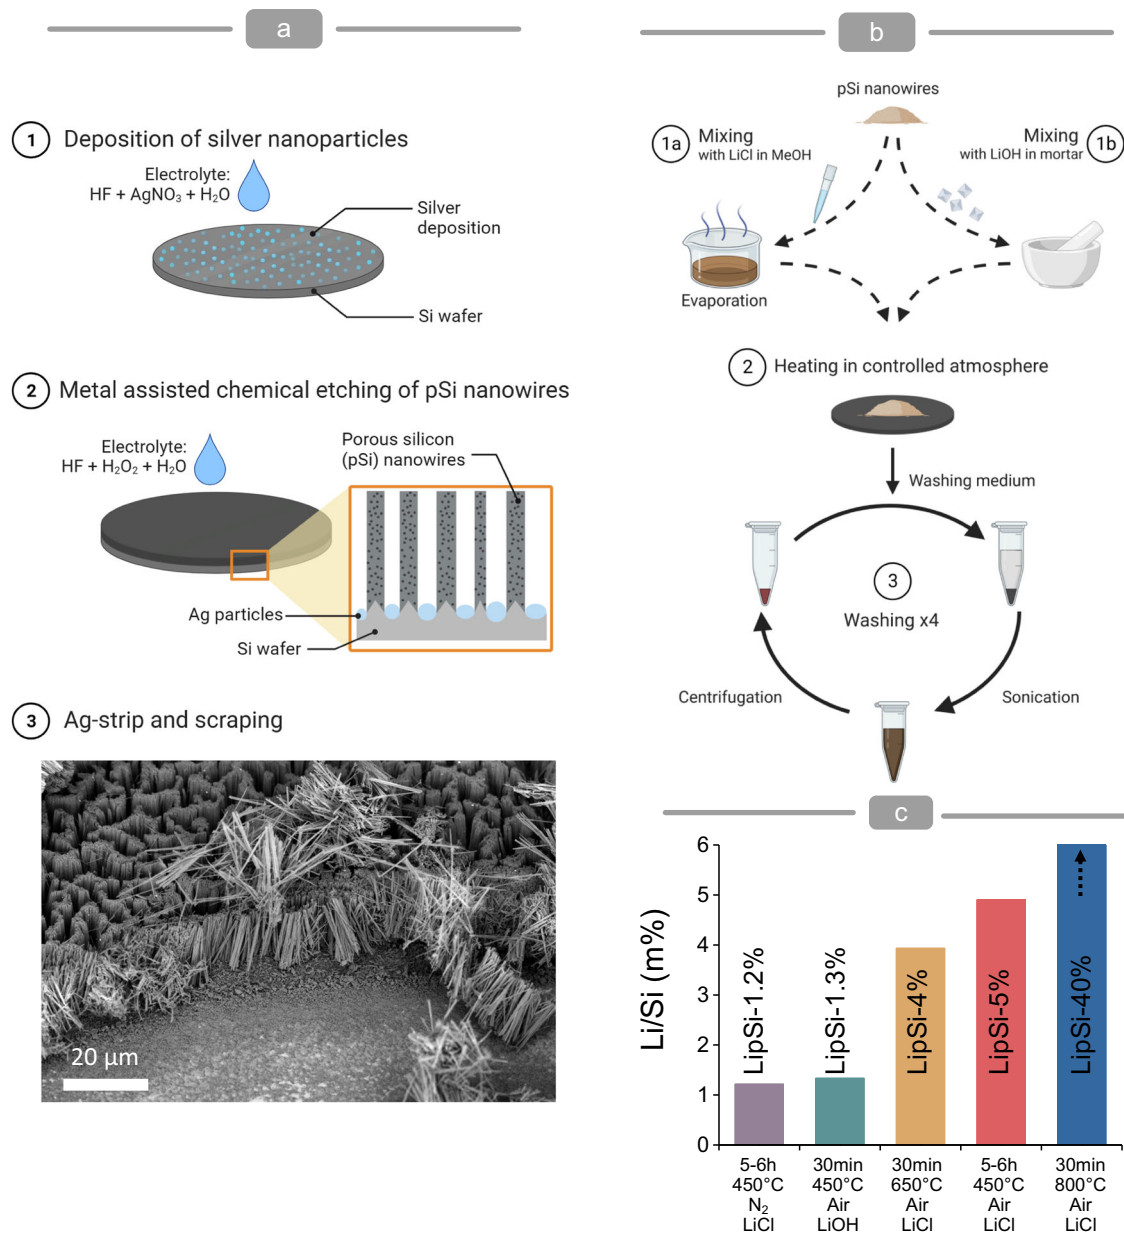 a
1 Deposition of silver nanoparticles
Electrolyte:
HF + AgNO₃ + H₂O
Silver
deposition
Si wafer
2 Metal assisted chemical etching of pSi nanowires
Electrolyte:
HF + H₂O₂ + H₂O
Porous silicon
(pSi) nanowires
Ag particles
Si wafer
3 Ag-strip and scraping
20 μm
b
pSi nanowires
1a Mixing
with LiCl in MeOH
Mixing 1b
with LiOH in mortar
Evaporation
2 Heating in controlled atmosphere
Washing medium
3
Washing x4
Centrifugation
Sonication
c
Li/Si (m%)
6
5
4
3
2
1
0
LipSi-1.2%
LipSi-1.3%
LipSi-4%
LipSi-5%
LipSi-40%
5-6h
450°C
N₂
LiCl
30min
450°C
Air
LiOH
30min
650°C
Air
LiCl
5-6h
450°C
Air
LiCl
30min
800°C
Air
LiCl